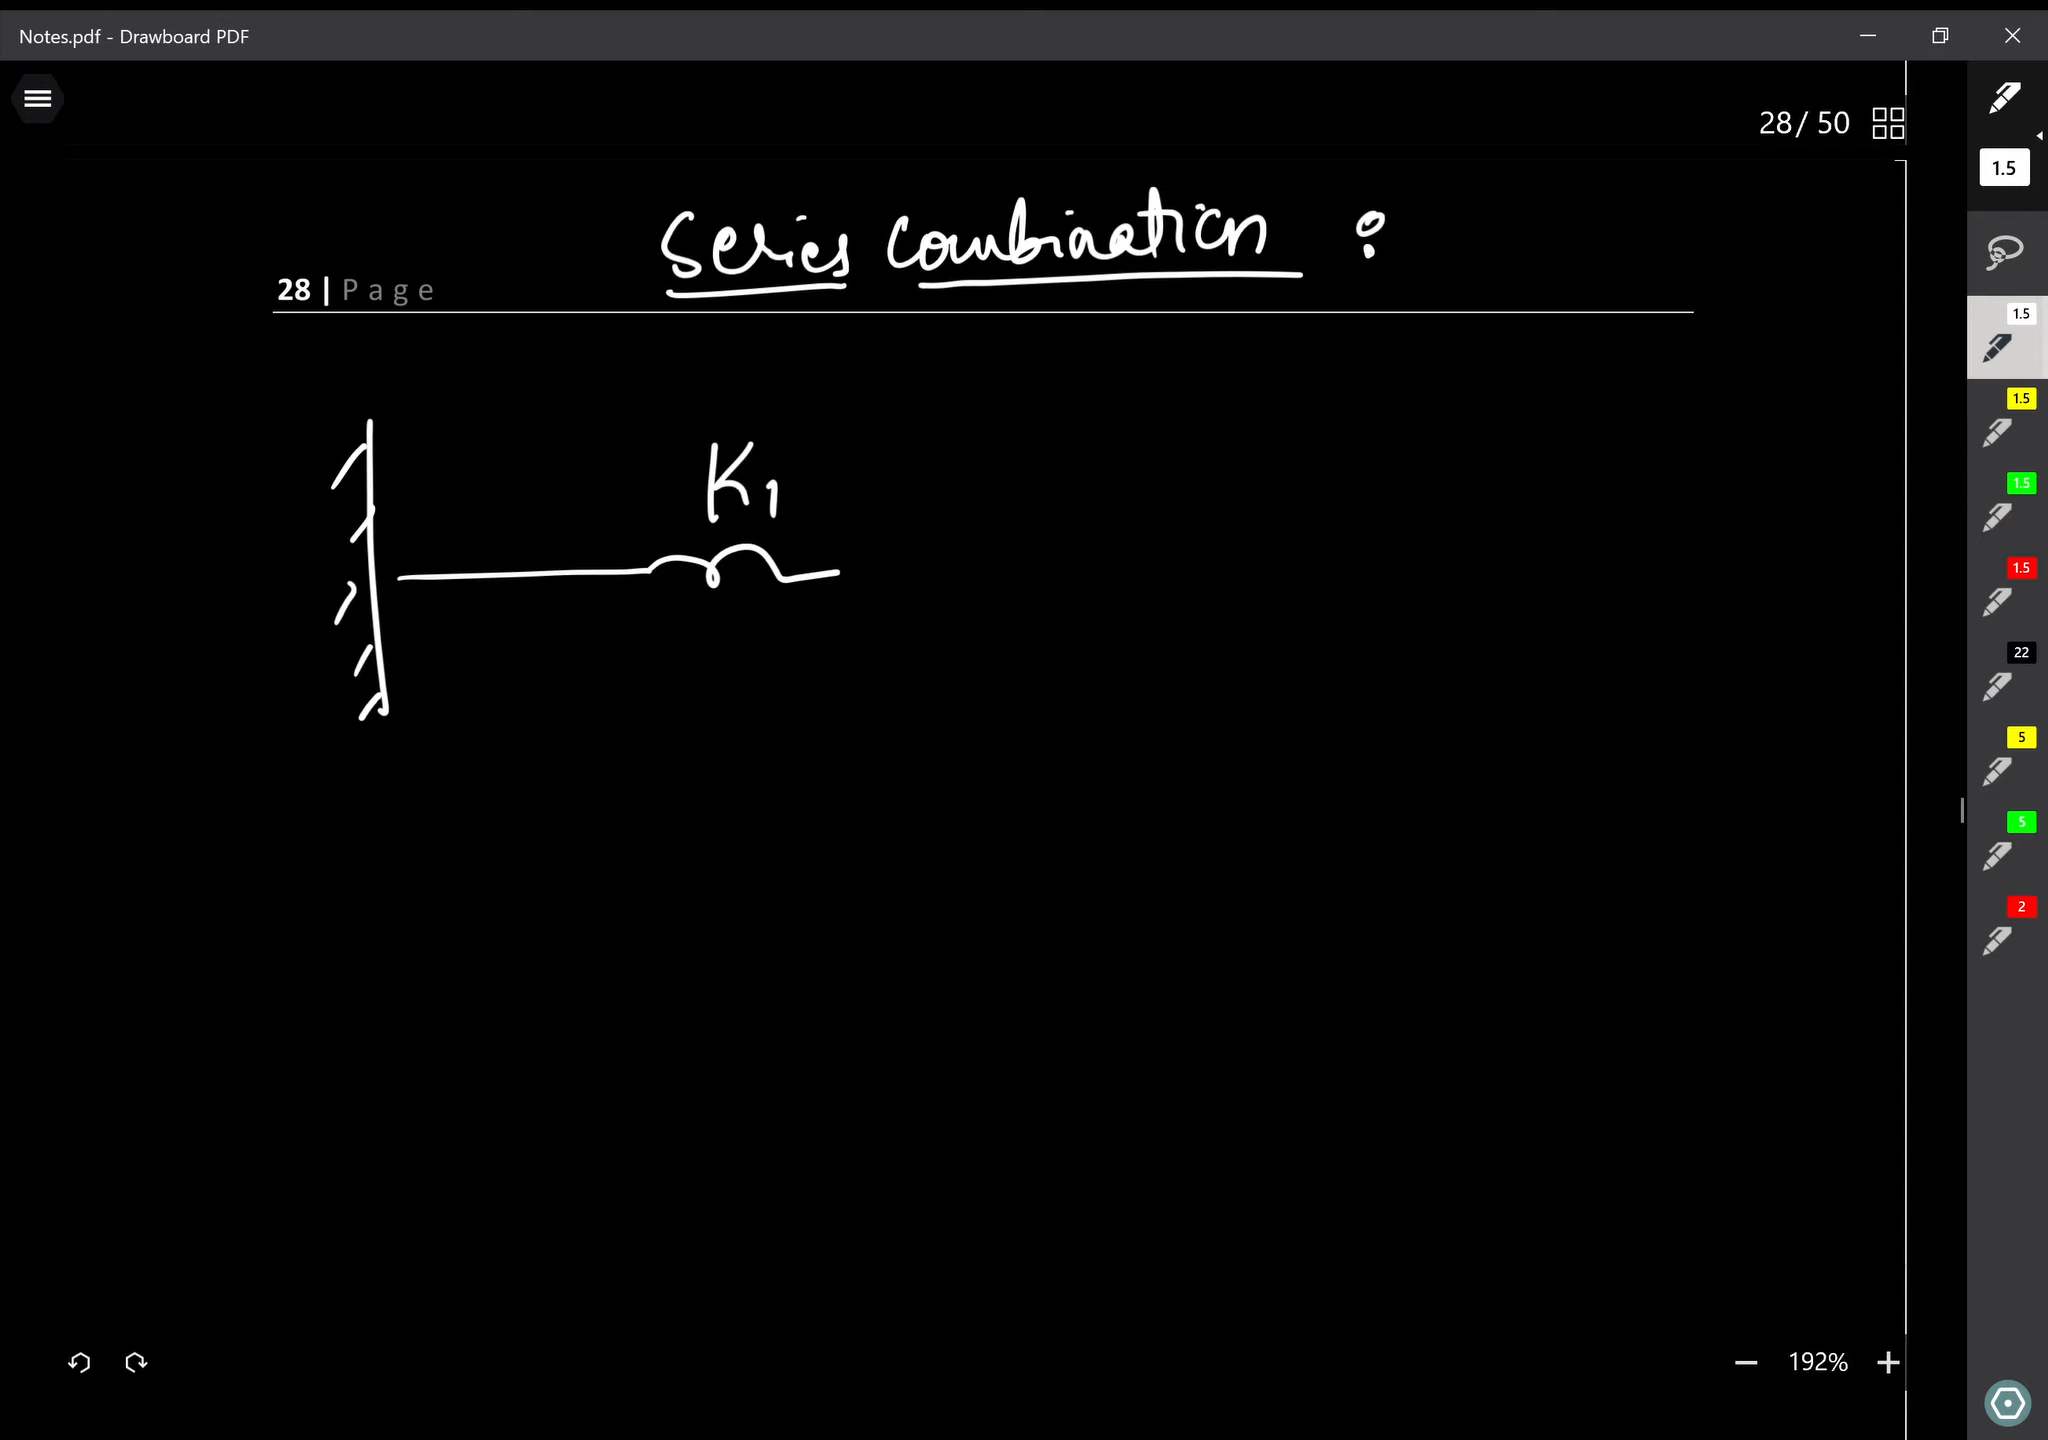 Notes.pdf - Drawboard PDF
28/ 50
1.5
Series Combination :
28 | Page
1.5
1.5
K1
1.5
1.5
22
5
5
2
192%